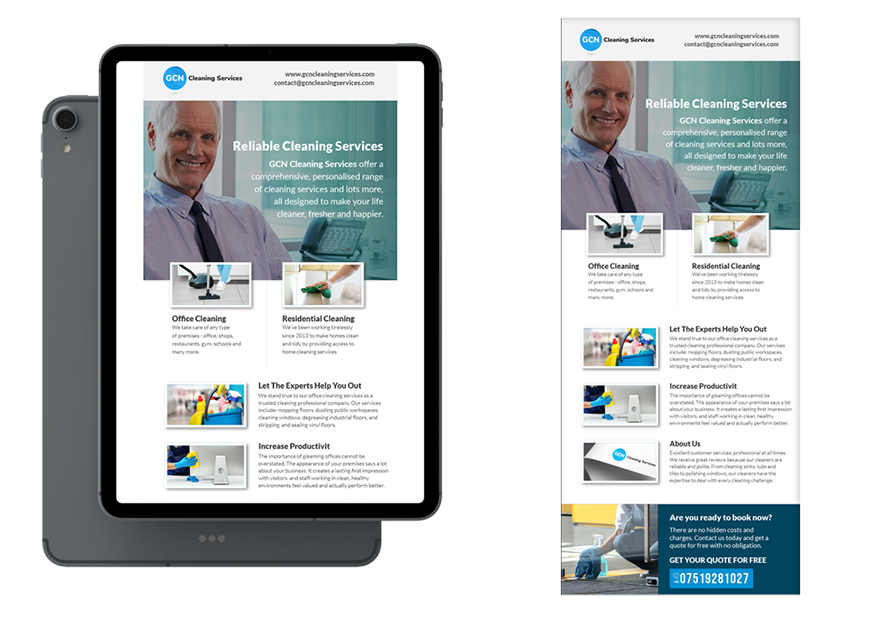 GCN Cleaning Services
www.gcncleaningservices.com
contact@gcncleaningservices.com
Reliable Cleaning Services
GCN Cleaning Services offer a
comprehensive, personalised range
of cleaning services and lots more,
all designed to make your life
cleaner, fresher and happier.
Office Cleaning
We take care of any type
of premises - office, shops,
restaurants, gym, schools and
many more.
Residential Cleaning
We've been working tirelessly
since 2013 to make homes clean
and tidy by providing access to
home cleaning services
Let The Experts Help You Out
We stand true to our office cleaning services as a
trusted cleaning professional company. Our services
include: mopping floors, dusting public workspaces,
cleaning windows, degreasing industrial floors, and
stripping, and sealing vinyl floors.
Increase Productivit
The importance of gleaming offices cannot be
overstated. The appearance of your premises says a lot
about your business. It creates a lasting first impression
with visitors, and staff working in clean, healthy
environments feel valued and actually perform better.
GCN Cleaning Services
www.gcncleaningservices.com
contact@gcncleaningservices.com
Reliable Cleaning Services
GCN Cleaning Services offer a
comprehensive, personalised range
of cleaning services and lots more,
all designed to make your life
cleaner, fresher and happier.
Office Cleaning
We take care of any type
of premises - office, shops,
restaurants, gym, schools and
many more.
Residential Cleaning
We've been working tirelessly
since 2013 to make homes clean
and tidy by providing access to
home cleaning services
Let The Experts Help You Out
We stand true to our office cleaning services as a
trusted cleaning professional company. Our services
include: mopping floors, dusting public workspaces,
cleaning windows, degreasing industrial floors, and
stripping, and sealing vinyl floors.
Increase Productivit
The importance of gleaming offices cannot be
overstated. The appearance of your premises says a lot
about your business. It creates a lasting first impression
with visitors, and staff working in clean, healthy
environments feel valued and actually perform better.
GCN Cleaning Services
About Us
Excellent customer services, professional at all times.
We receive great reviews because our cleaners are
reliable and polite. From cleaning sinks, tubs and
tiles to polishing windows, our cleaners have the
expertise to deal with every cleaning challenge.
Are you ready to book now?
There are no hidden costs and
charges. Contact us today and get a
quote for free with no obligation.
GET YOUR QUOTE FOR FREE
07519281027